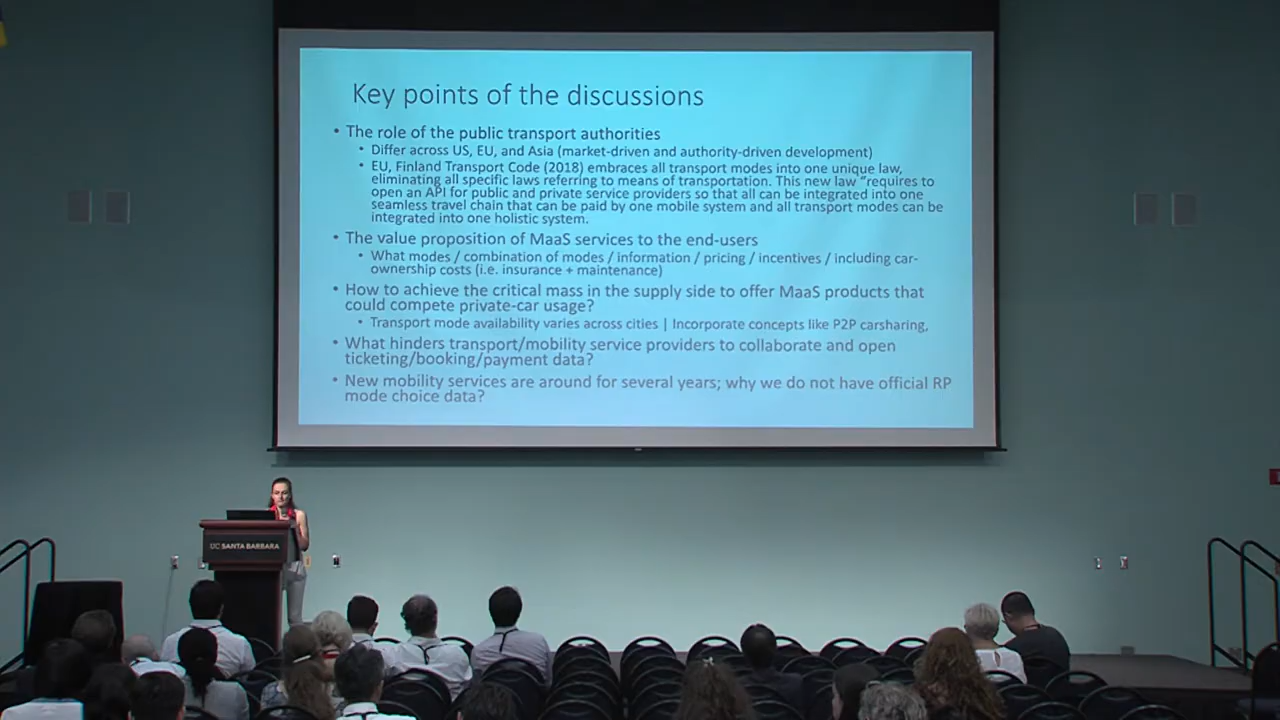 Key points of the discussions
• The role of the public transport authorities
• Differ across US, EU, and Asia (market-driven and authority-driven development)
• EU, Finland Transport Code (2018) embraces all transport modes into one unique law,
eliminating all specific laws referring to means of transportation. This new law "requires to
open an API for public and private service providers so that all can be integrated into one
seamless travel chain that can be paid by one mobile system and all transport modes can be
integrated into one holistic system.
• The value proposition of MaaS services to the end-users
• What modes / combination of modes / information / pricing / incentives / including car-
ownership costs (i.e. insurance + maintenance)
• How to achieve the critical mass in the supply side to offer MaaS products that
could compete private-car usage?
• Transport mode availability varies across cities | Incorporate concepts like P2P carsharing,
• What hinders transport/mobility service providers to collaborate and open
ticketing/booking/payment data?
• New mobility services are around for several years; why we do not have official RP
mode choice data?
UC SANTA BARBARA